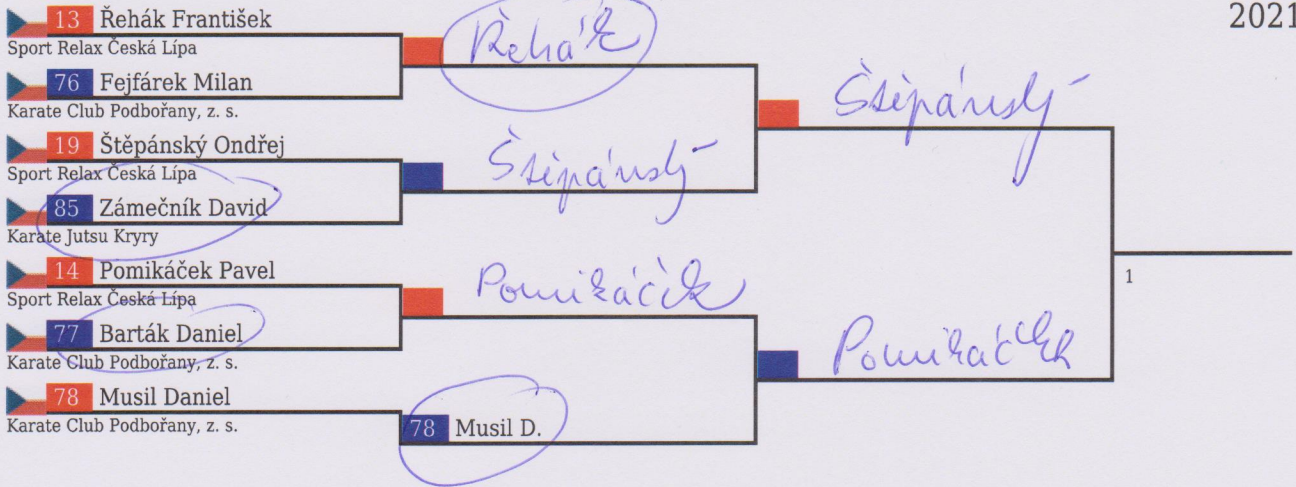 2021
13 Řehák František
Sport Relax Česká Lípa
76 Fejfárek Milan
Karate Club Podbořany, z. s.
19 Štěpánský Ondřej
Sport Relax Česká Lípa
85 Zámečník David
Karate Jutsu Kryry
14 Pomikáček Pavel
Sport Relax Česká Lípa
77 Barták Daniel
Karate Club Podbořany, z. s.
78 Musil Daniel
Karate Club Podbořany, z. s.
Řehák
Štěpánský
Pomikáček
78 Musil D.
Štěpánský
Pomikáček
1